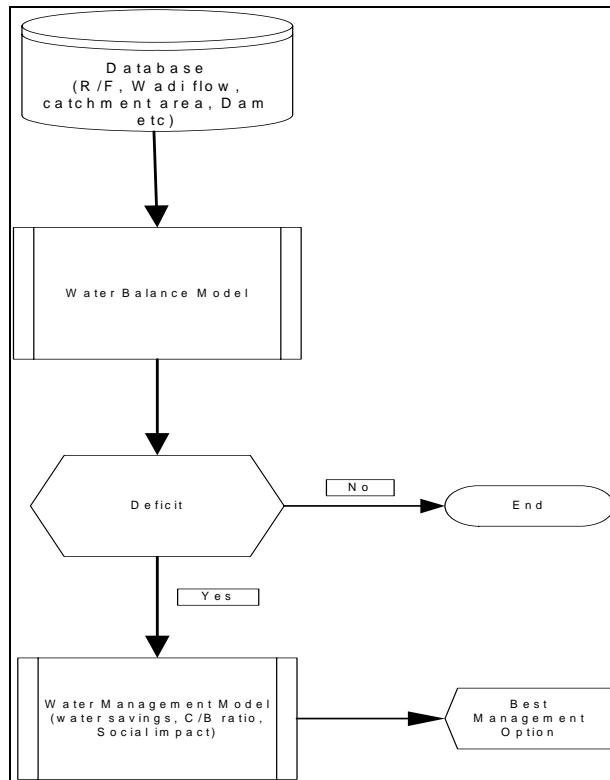 Database
(R/F, Wadi flow,
catchment area, Dam
etc)
Water Balance Model
Deficit
No
End
Yes
Water Management Model
(water savings, C/B ratio,
Social impact)
Best
Management
Option